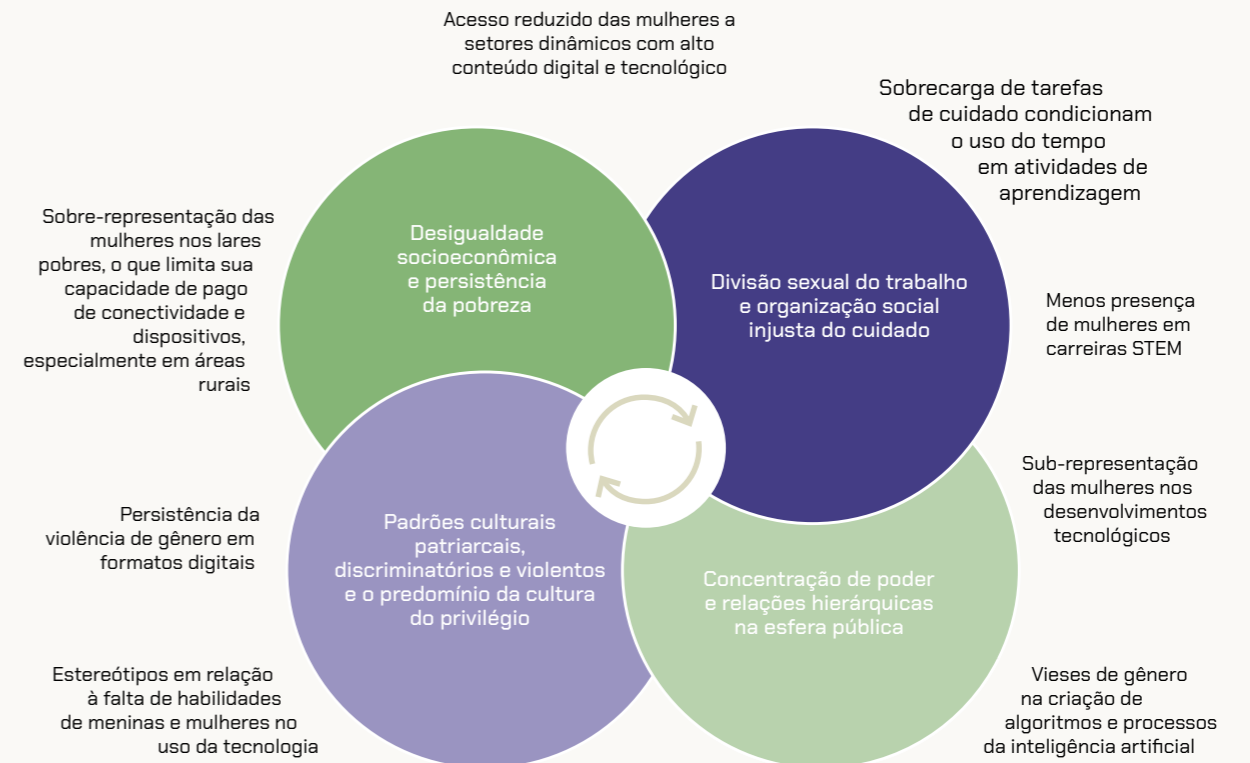 Acesso reduzido das mulheres a
setores dinâmicos com alto
conteúdo digital e tecnológico
Sobrecarga de tarefas
de cuidado condicionam
o uso do tempo
em atividades de
aprendizagem
Sobre-representação das
mulheres nos lares
pobres, o que limita sua
capacidade de pago
de conectividade e
dispositivos,
especialmente em áreas
rurais
Desigualdade
socioeconômica
e persistência
da pobreza
Divisão sexual do trabalho
e organização social
injusta do cuidado
Menos presença
de mulheres em
carreiras STEM
Persistência da
violência de gênero em
formatos digitais
Padrões culturais
patriarcais,
discriminatórios e violentos
e o predomínio da cultura
do privilégio
Concentração de poder
e relações hierárquicas
na esfera pública
Sub-representação
das mulheres nos
desenvolvimentos
tecnológicos
Estereótipos em relação
à falta de habilidades
de meninas e mulheres no
uso da tecnologia
Vieses de gênero
na criação de
algoritmos e processos
da inteligência artificial